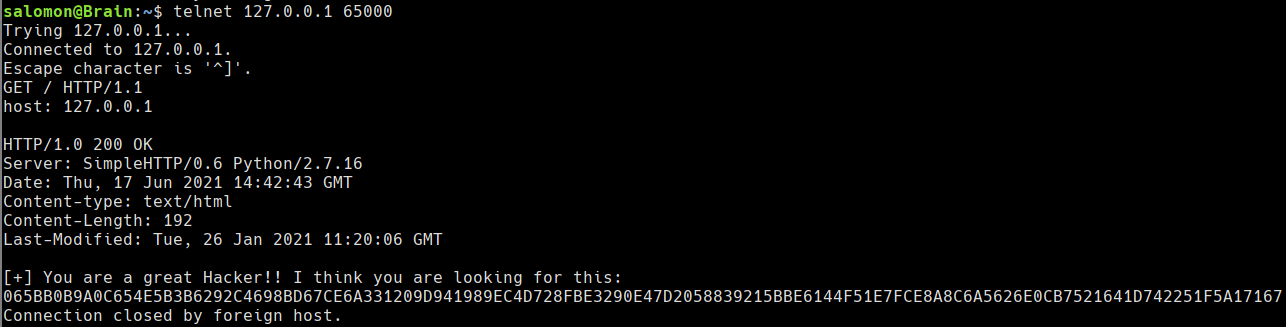 salomon@Brain:~$ telnet 127.0.0.1 65000
Trying 127.0.0.1...
Connected to 127.0.0.1.
Escape character is '^]'.
GET / HTTP/1.1
host: 127.0.0.1
HTTP/1.0 200 OK
Server: SimpleHTTP/0.6 Python/2.7.16
Date: Thu, 17 Jun 2021 14:42:43 GMT
Content-type: text/html
Content-Length: 192
Last-Modified: Tue, 26 Jan 2021 11:20:06 GMT
[+] You are a great Hacker!! I think you are looking for this:
065BB0B9A0C654E5B3B6292C4698BD67CE6A331209D941989EC4D728FBE3290E47D2058839215BBE6144F51E7FCE8A8C6A5626E0CB7521641D742251F5A17167
Connection closed by foreign host.